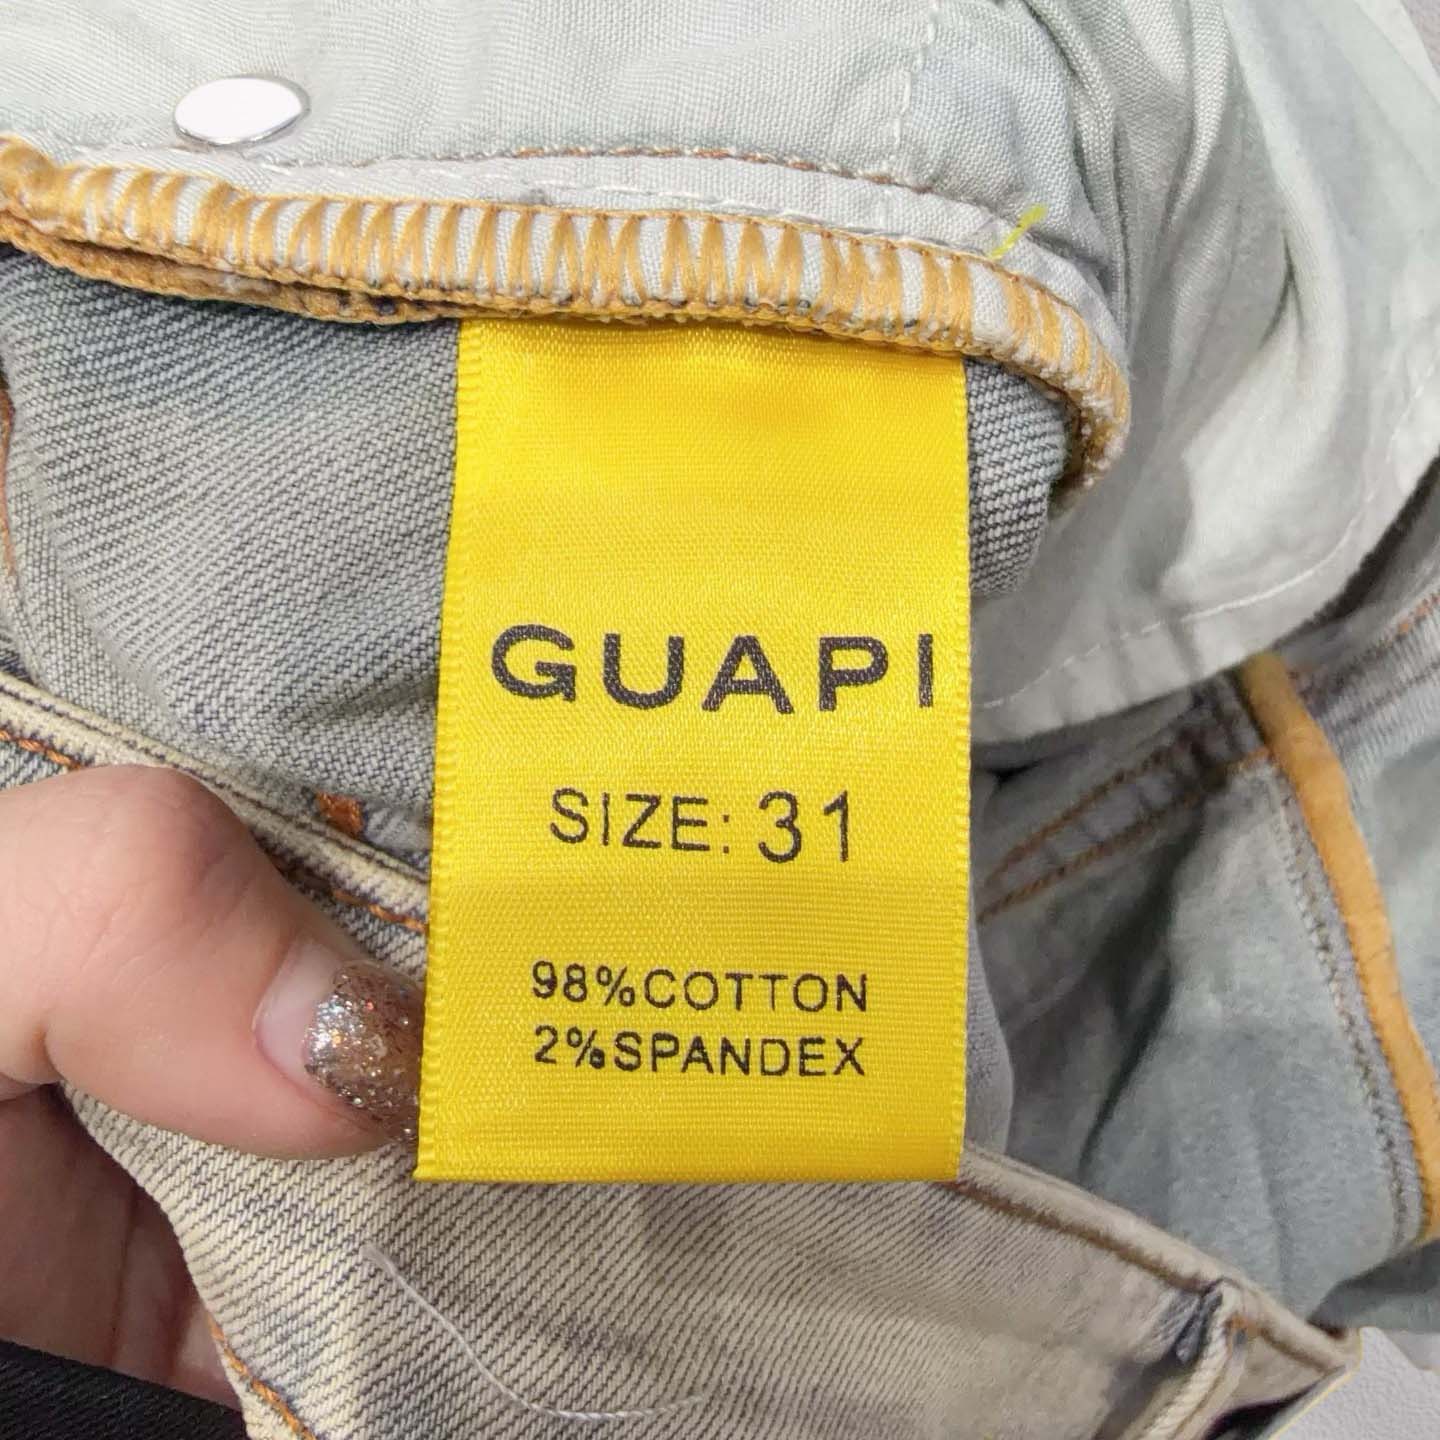 GUAPI
SIZE: 31
98%COTTON
2%SPANDEX